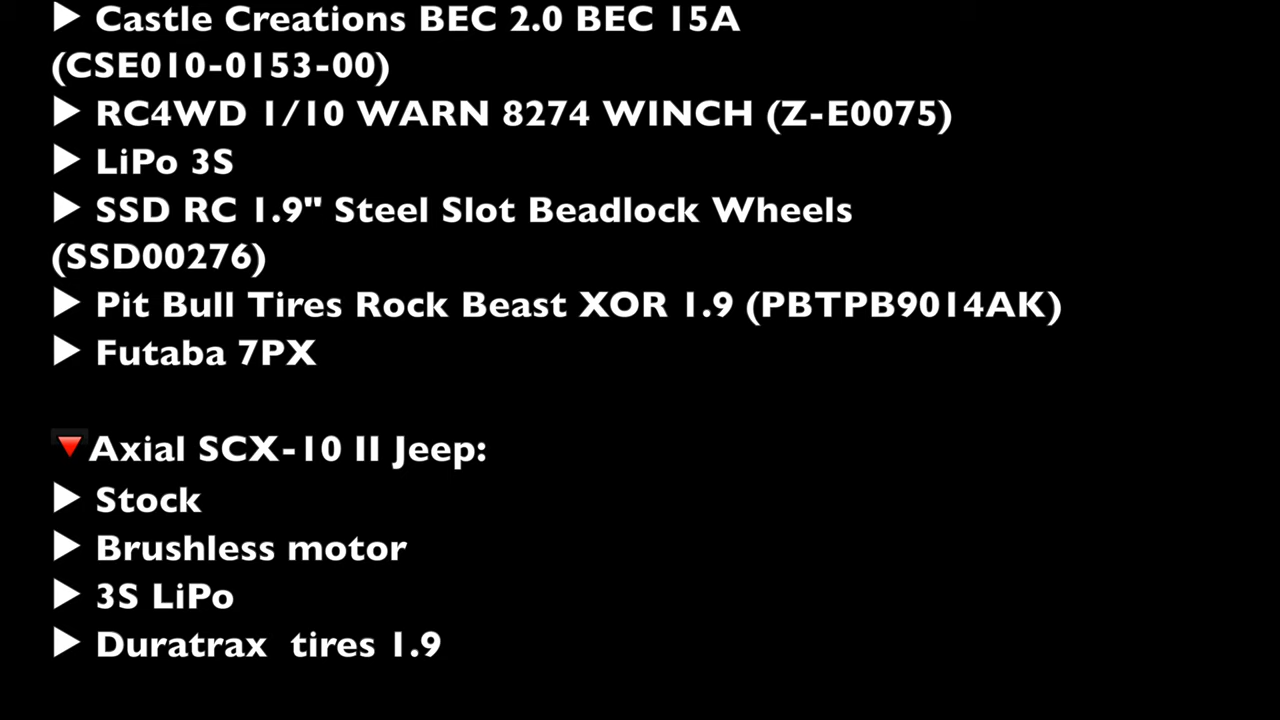 ▶ Castle Creations BEC 2.0 BEC 15A
(CSE010-0153-00)
▶ RC4WD 1/10 WARN 8274 WINCH (Z-E0075)
▶ LiPo 3S
▶ SSD RC 1.9" Steel Slot Beadlock Wheels
(SSD00276)
▶ Pit Bull Tires Rock Beast XOR 1.9 (PBTPB9014AK)
▶ Futaba 7PX
🔻Axial SCX-10 II Jeep:
▶ Stock
▶ Brushless motor
▶ 3S LiPo
▶ Duratrax  tires 1.9